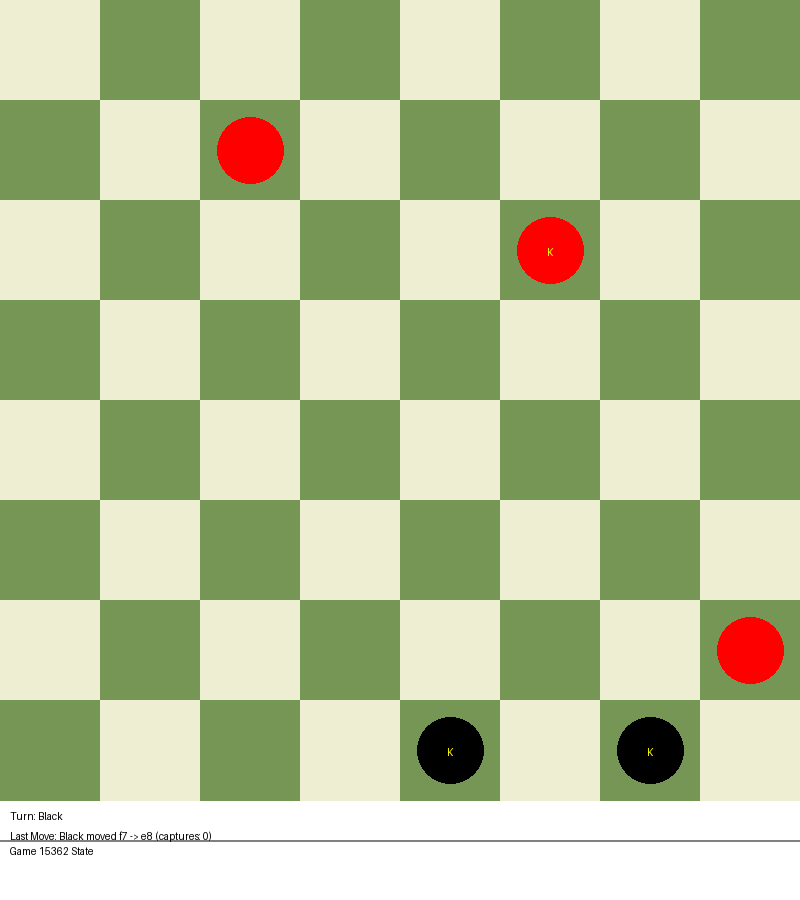 K
K
K
Turn: Black
Last Move: Black moved f7 -> e8 (captures: 0)
Game 15362 State